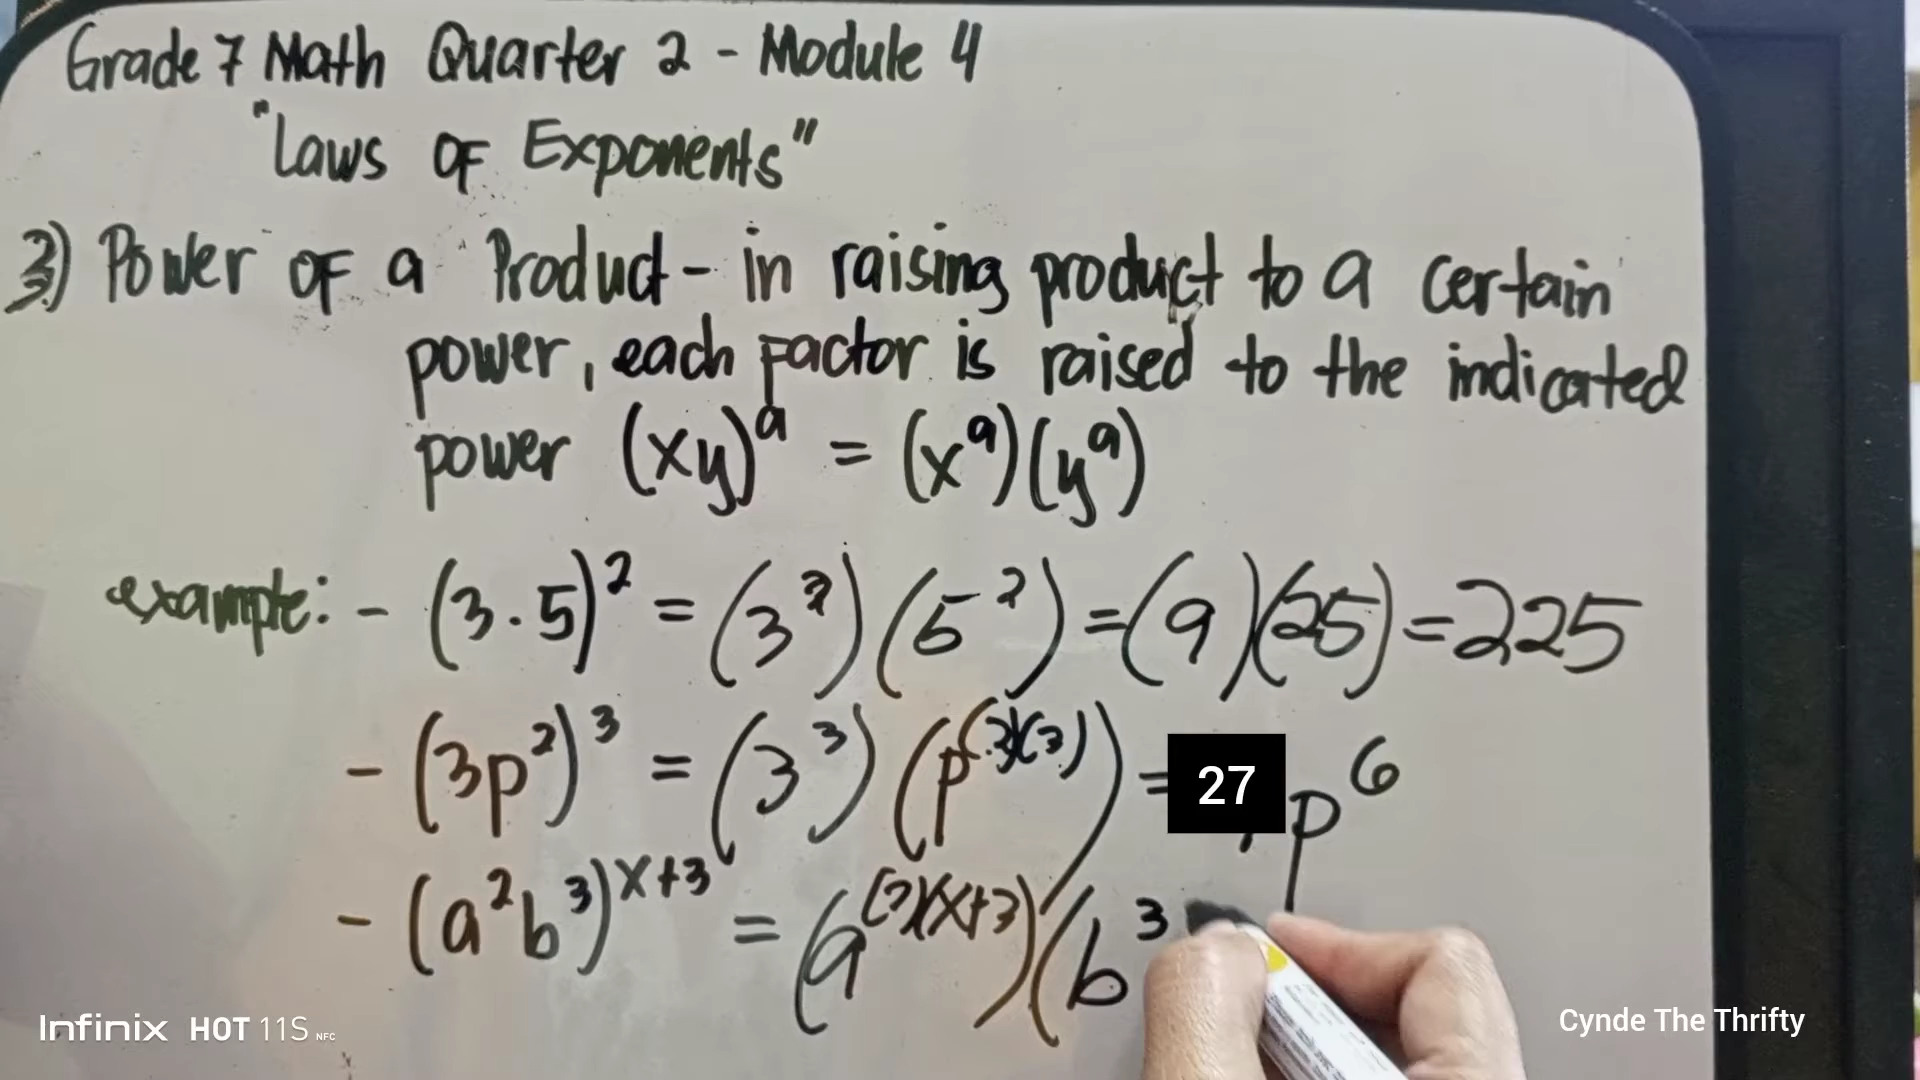 Grade 7 Math Quarter 2 - Module 4
"Laws of Exponents"
3) Power of a Product - in raising product to a certain
power, each factor is raised to the indicated
power (xy)^a = (x^a)(y^a)
example: - (3·5)^2 = (3^2)(5^2) = (9)(25) = 225
- (3p^2)^3 = (3^3)(p^(2)(3)) = 27 p^6
- (a^2b^3)^x+3 = (a^(2)(x+3))(b^3
Infinix HOT 11S NFC
Cynde The Thrifty